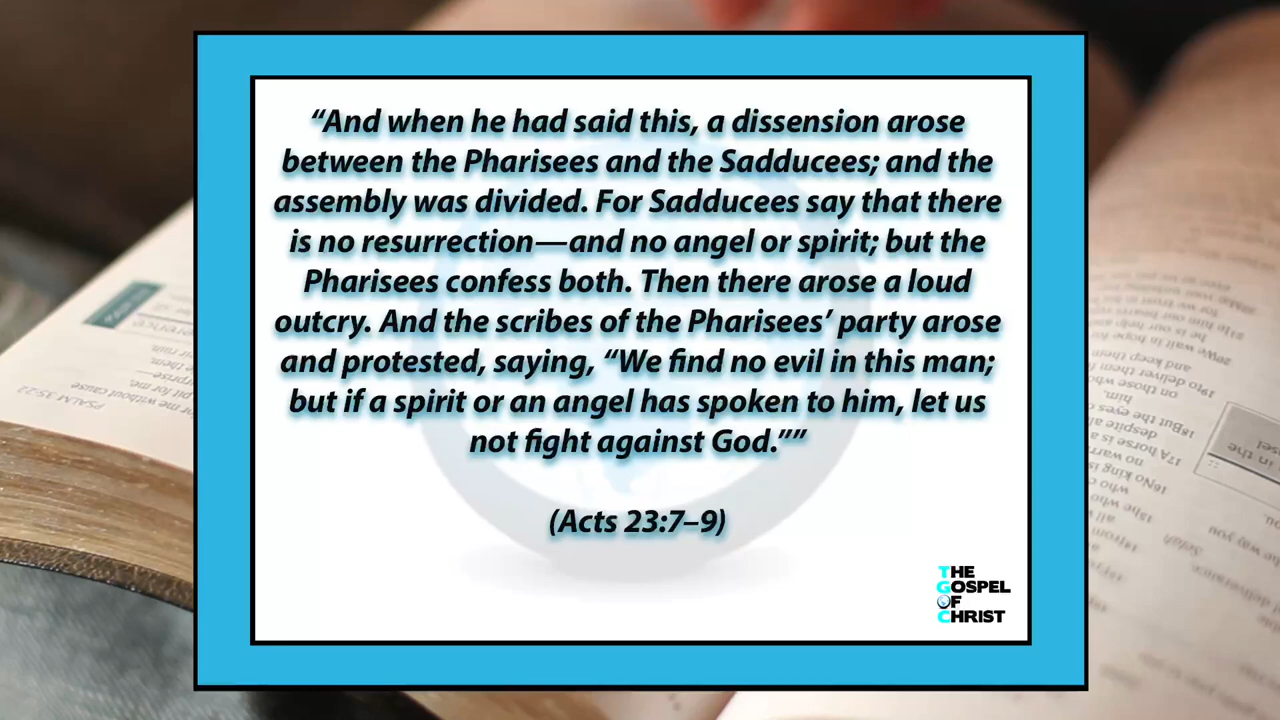 “And when he had said this, a dissension arose
between the Pharisees and the Sadducees; and the
assembly was divided. For Sadducees say that there
is no resurrection—and no angel or spirit; but the
Pharisees confess both. Then there arose a loud
outcry. And the scribes of the Pharisees’ party arose
and protested, saying, “We find no evil in this man;
but if a spirit or an angel has spoken to him, let us
not fight against God.””
(Acts 23:7–9)
THE
GOSPEL
OF
CHRIST
PSALM 35:22